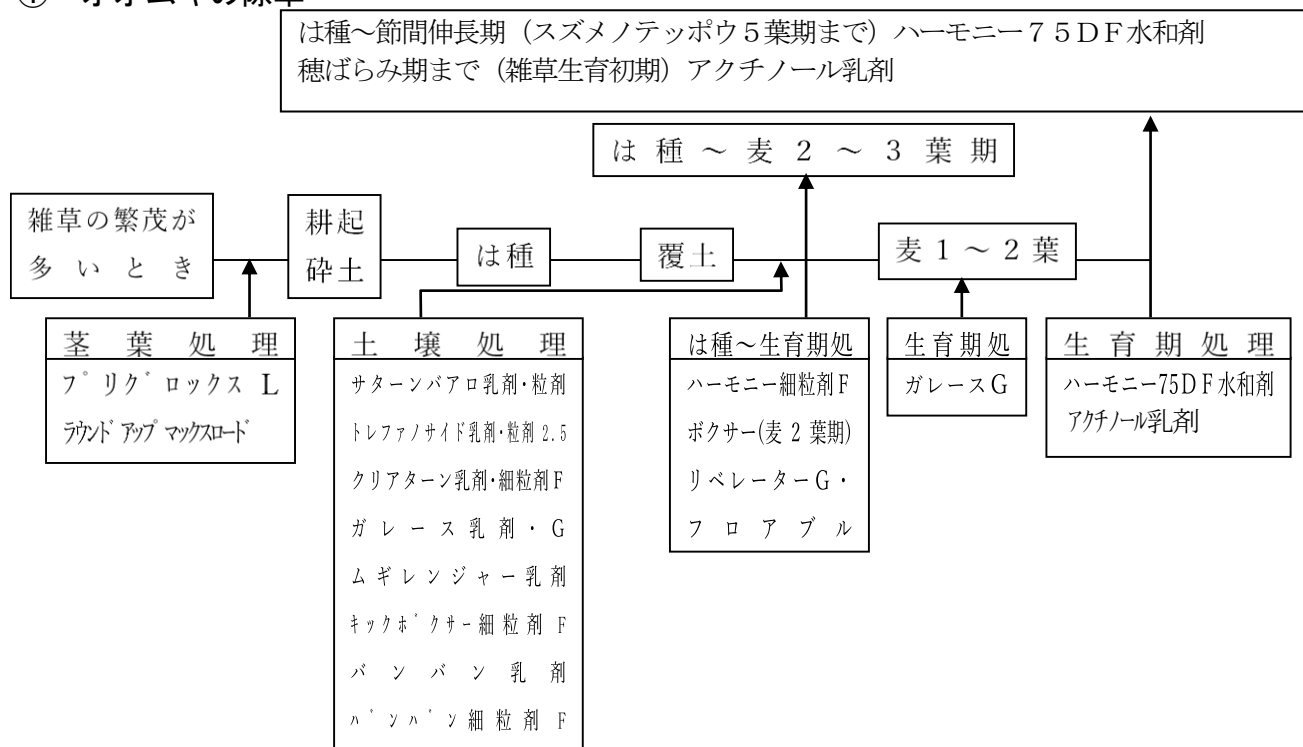 ① オオムギの除草
は種~節間伸長期(スズメノテッポウ5葉期まで)ハーモニー75DF水和剤
穂ばらみ期まで(雑草生育初期)アクチノール乳剤
は種~麦2~3葉期
雑草の繁茂が
多いとき
耕起
砕土
は種
覆土
麦1~2葉
茎葉処理
プリグロックスL
ラウンドアップマックスロード
土壌処理
サターンバアロ乳剤・粒剤
トレファノサイド乳剤・粒剤2.5
クリアターン乳剤・細粒剤F
ガレース乳剤・G
ムギレンジャー乳剤
キックボクサー細粒剤F
バンバン乳剤
バンバン細粒剤F
は種~生育期処
ハーモニー細粒剤F
ボクサー(麦2葉期)
リベレーターG・
フロアブル
生育期処
ガレースG
生育期処理
ハーモニー75DF水和剤
アクチノール乳剤